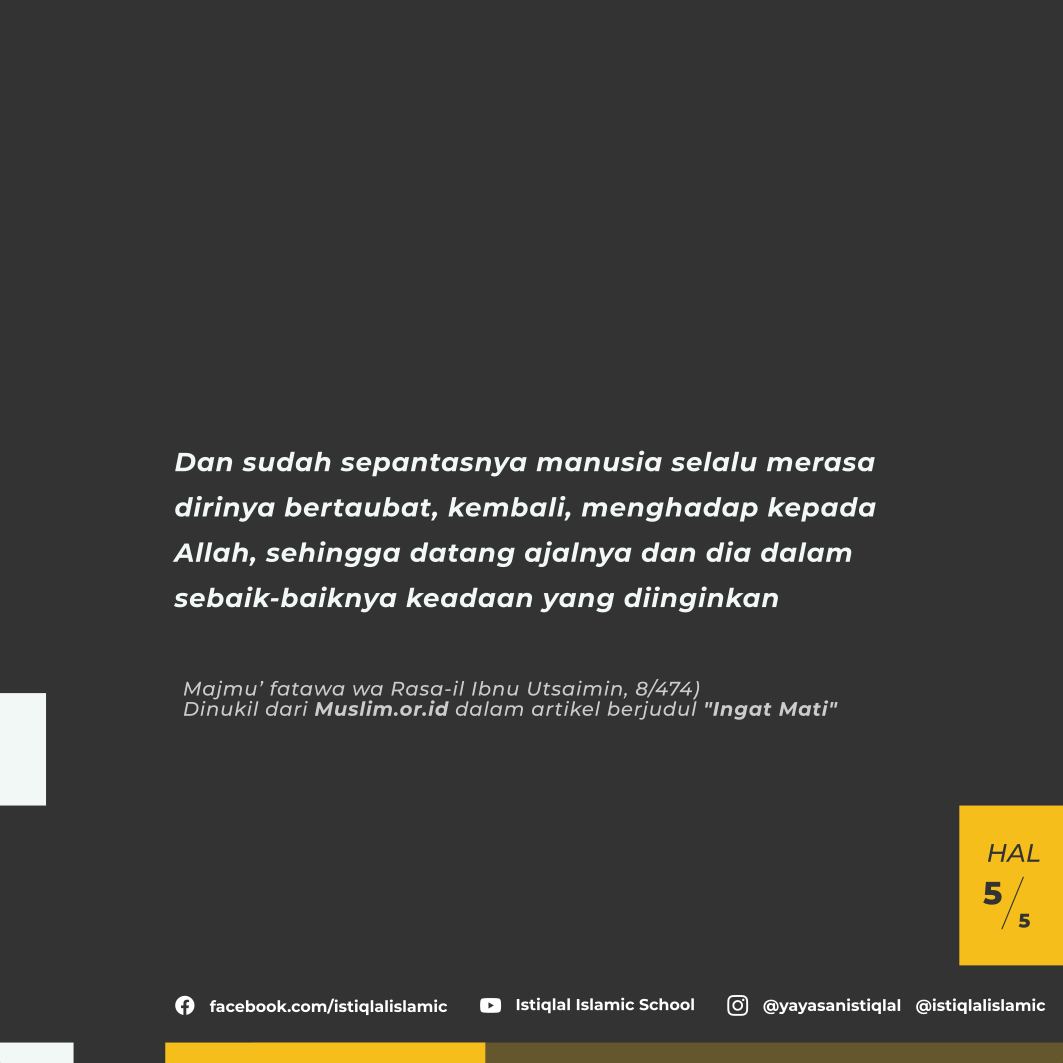 Dan sudah sepantasnya manusia selalu merasa
dirinya bertaubat, kembali, menghadap kepada
Allah, sehingga datang ajalnya dan dia dalam
sebaik-baiknya keadaan yang diinginkan
Majmu’ fatawa wa Rasa-il Ibnu Utsaimin, 8/474)
Dinukil dari Muslim.or.id dalam artikel berjudul "Ingat Mati"
HAL
5/5
facebook.com/istiqlalislamic Istiqlal Islamic School @yayasanistiqlal @istiqlalislamic